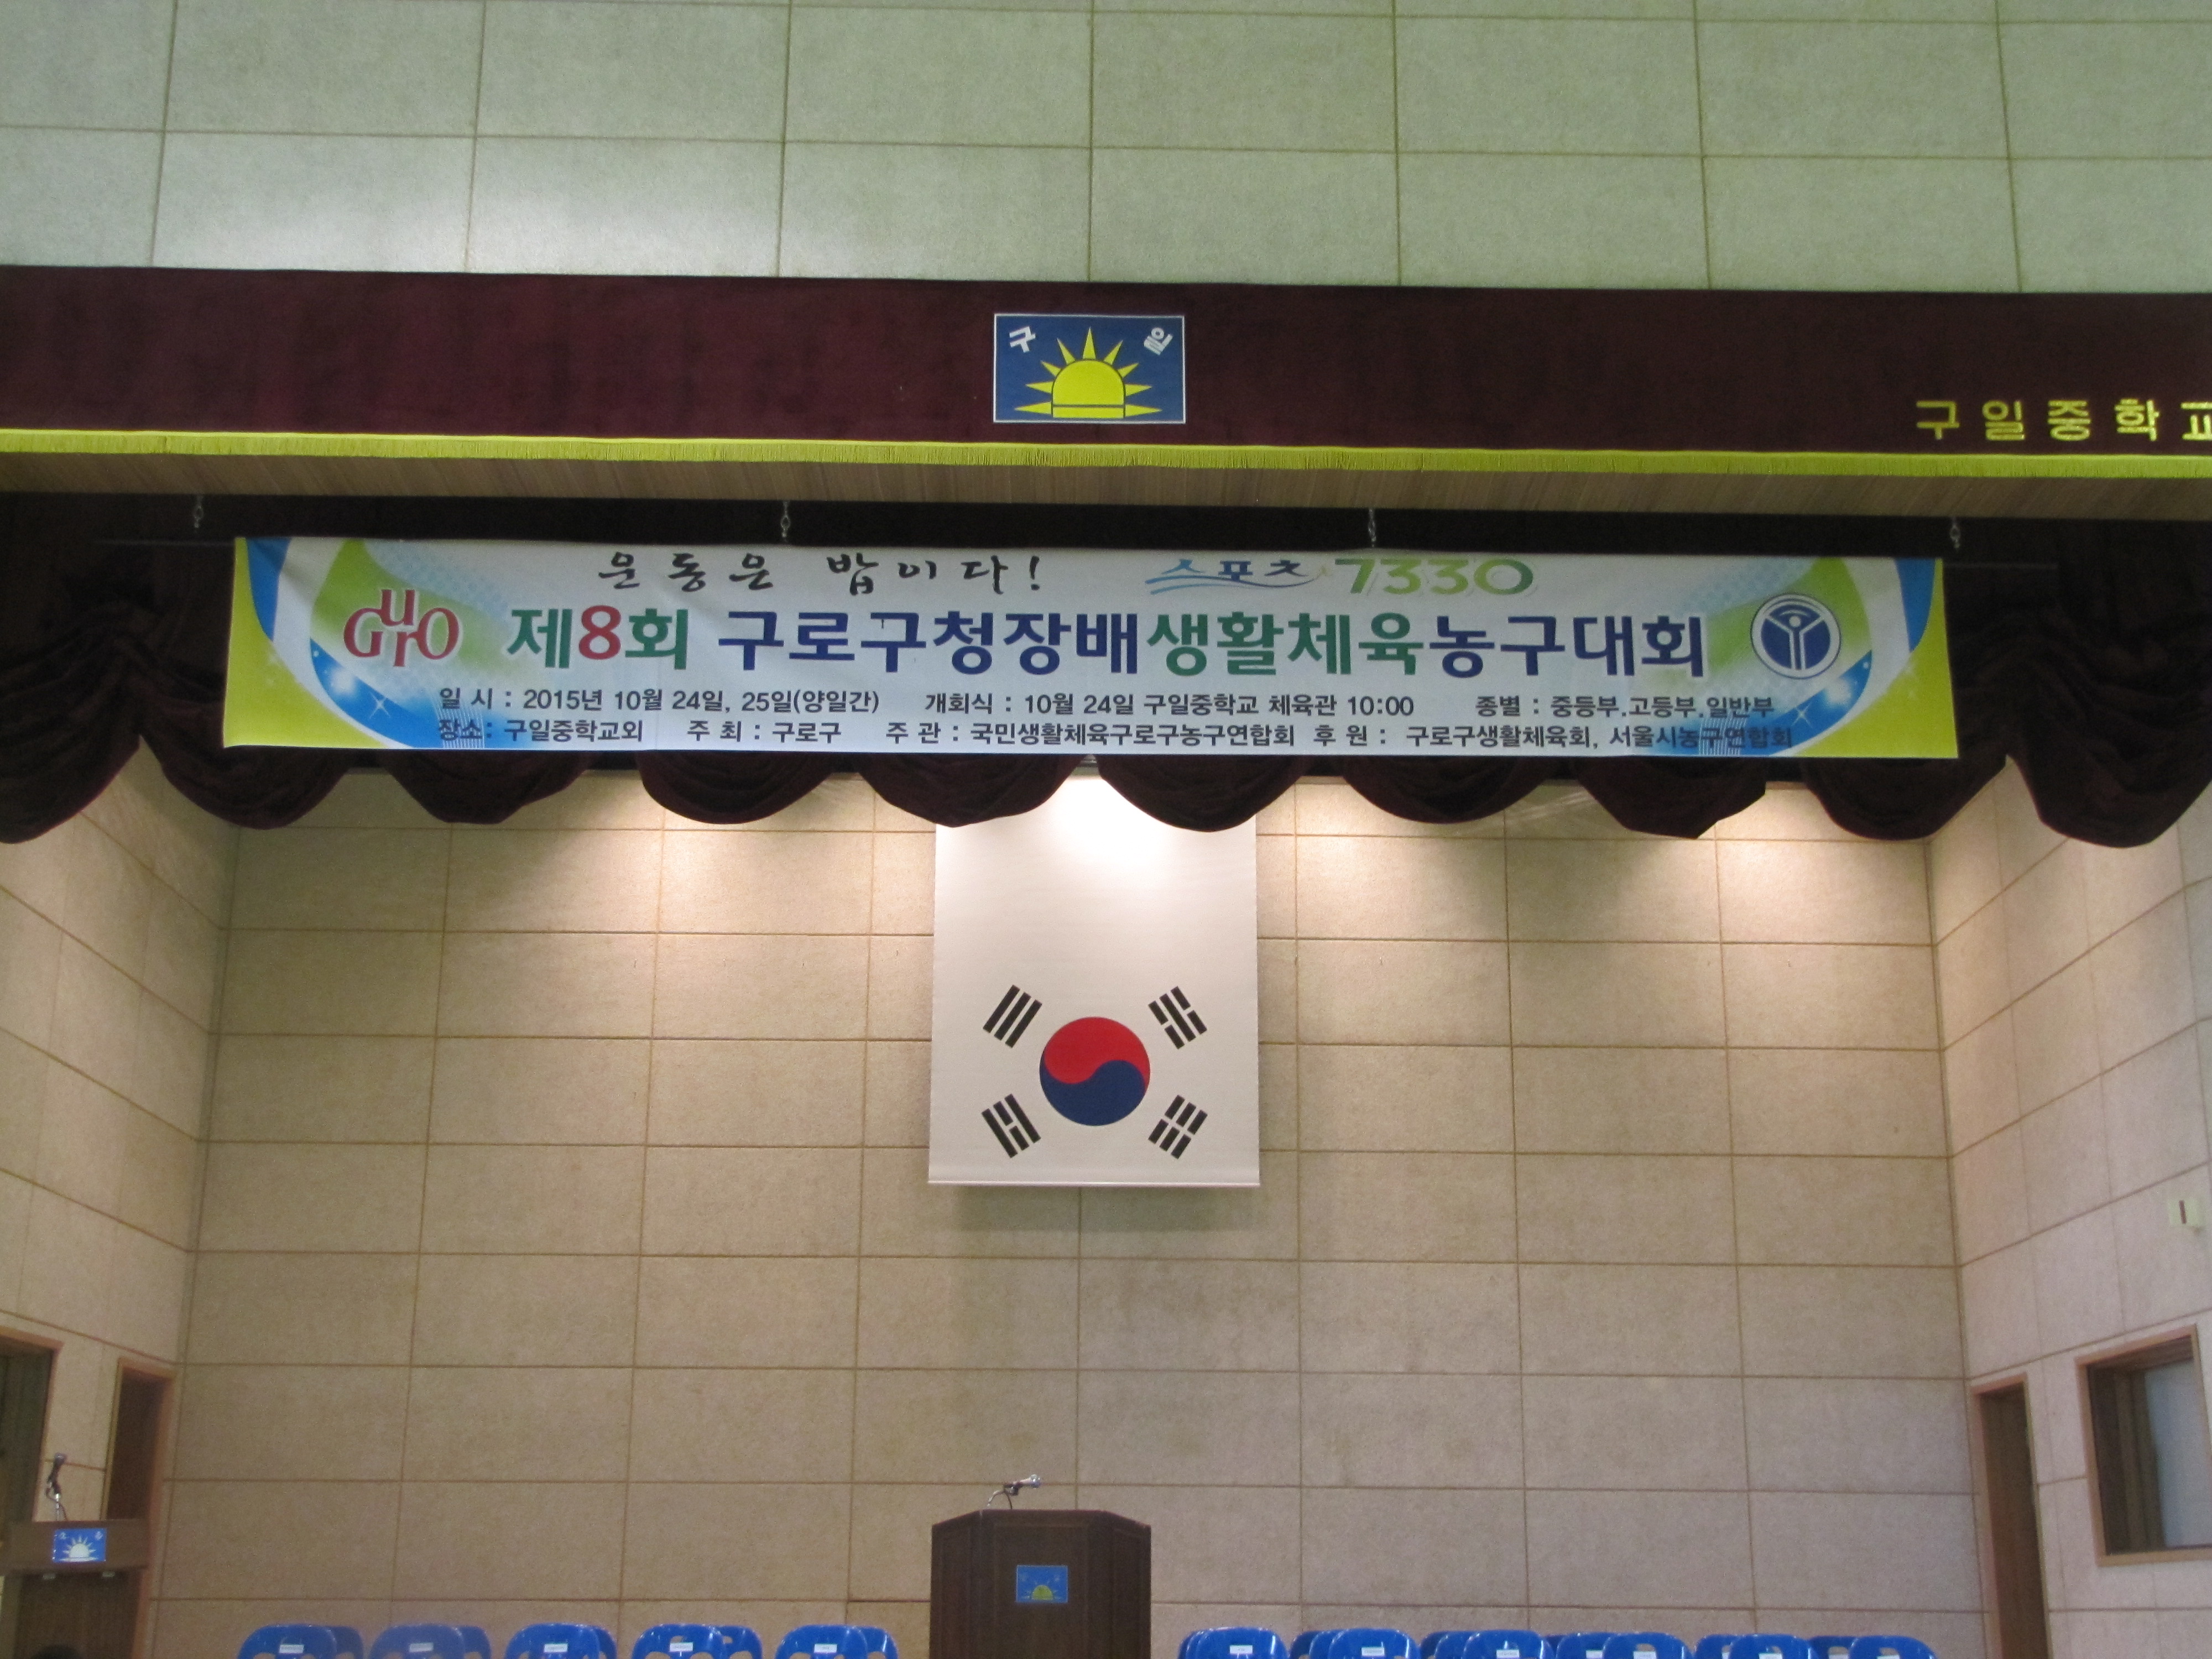 구 일
구일중학교
운동은 밥이다! 스포츠 7330
Guro 제8회 구로구청장배생활체육농구대회
일 시 : 2015년 10월 24일, 25일(양일간) 개회식 : 10월 24일 구일중학교 체육관 10:00 종별 : 중등부.고등부.일반부
장소: 구일중학교외 주 최 : 구로구 주 관 : 국민생활체육구로구농구연합회 후 원 : 구로구생활체육회, 서울시농구연합회